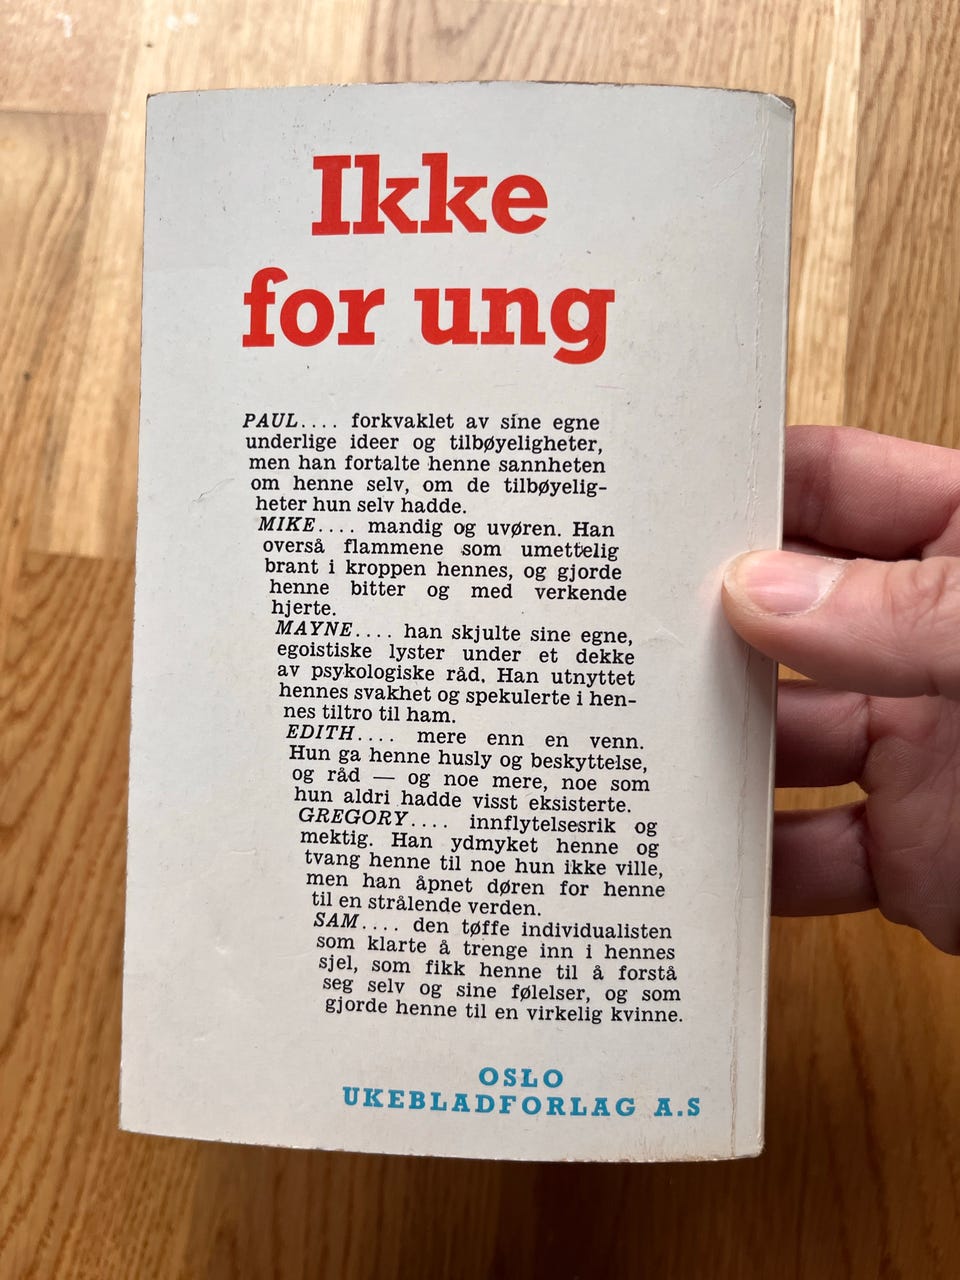 Ikke
for ung
PAUL.... forkvaklet av sine egne
underlige ideer og tilbøyeligheter,
men han fortalte henne sannheten
om henne selv, om de tilbøyelig-
heter hun selv hadde.
MIKE.... mandig og uvøren. Han
overså flammene som umettelig
brant i kroppen hennes, og gjorde
henne bitter og med verkende
hjerte.
MAYNE.... han skjulte sine egne,
egoistiske lyster under et dekke
av psykologiske råd. Han utnyttet
hennes svakhet og spekulerte i hen-
nes tiltro til ham.
EDITH.... mere enn en venn.
Hun ga henne husly og beskyttelse,
og råd — og noe mere, noe som
hun aldri hadde visst eksisterte.
GREGORY.... innflytelsesrik og
mektig. Han ydmyket henne og
tvang henne til noe hun ikke ville,
men han åpnet døren for henne
til en strålende verden.
SAM.... den tøffe individualisten
som klarte å trenge inn i hennes
sjel, som fikk henne til å forstå
seg selv og sine følelser, og som
gjorde henne til en virkelig kvinne.
OSLO
UKEBLADFORLAG A.S